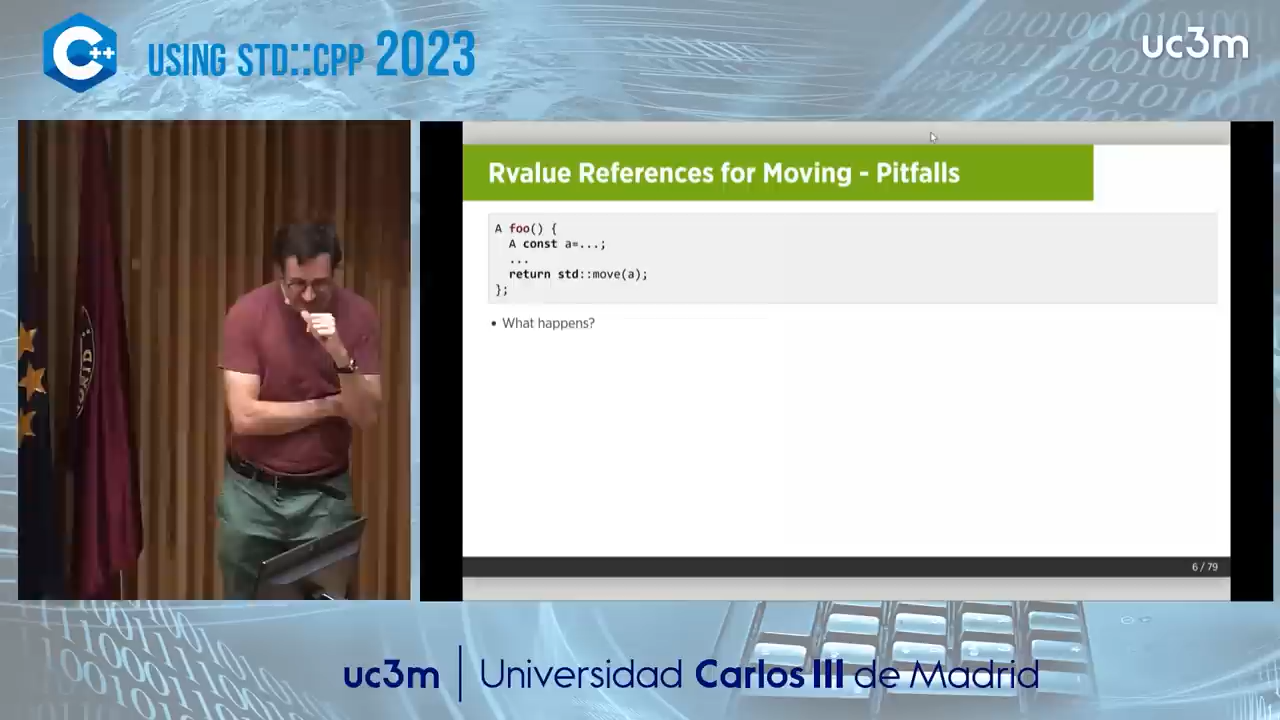 C++
USING STD::CPP 2023
uc3m
Rvalue References for Moving - Pitfalls
A foo() {
A const a=...;
...
return std::move(a);
};
• What happens?
6 / 79
uc3m | Universidad Carlos III de Madrid